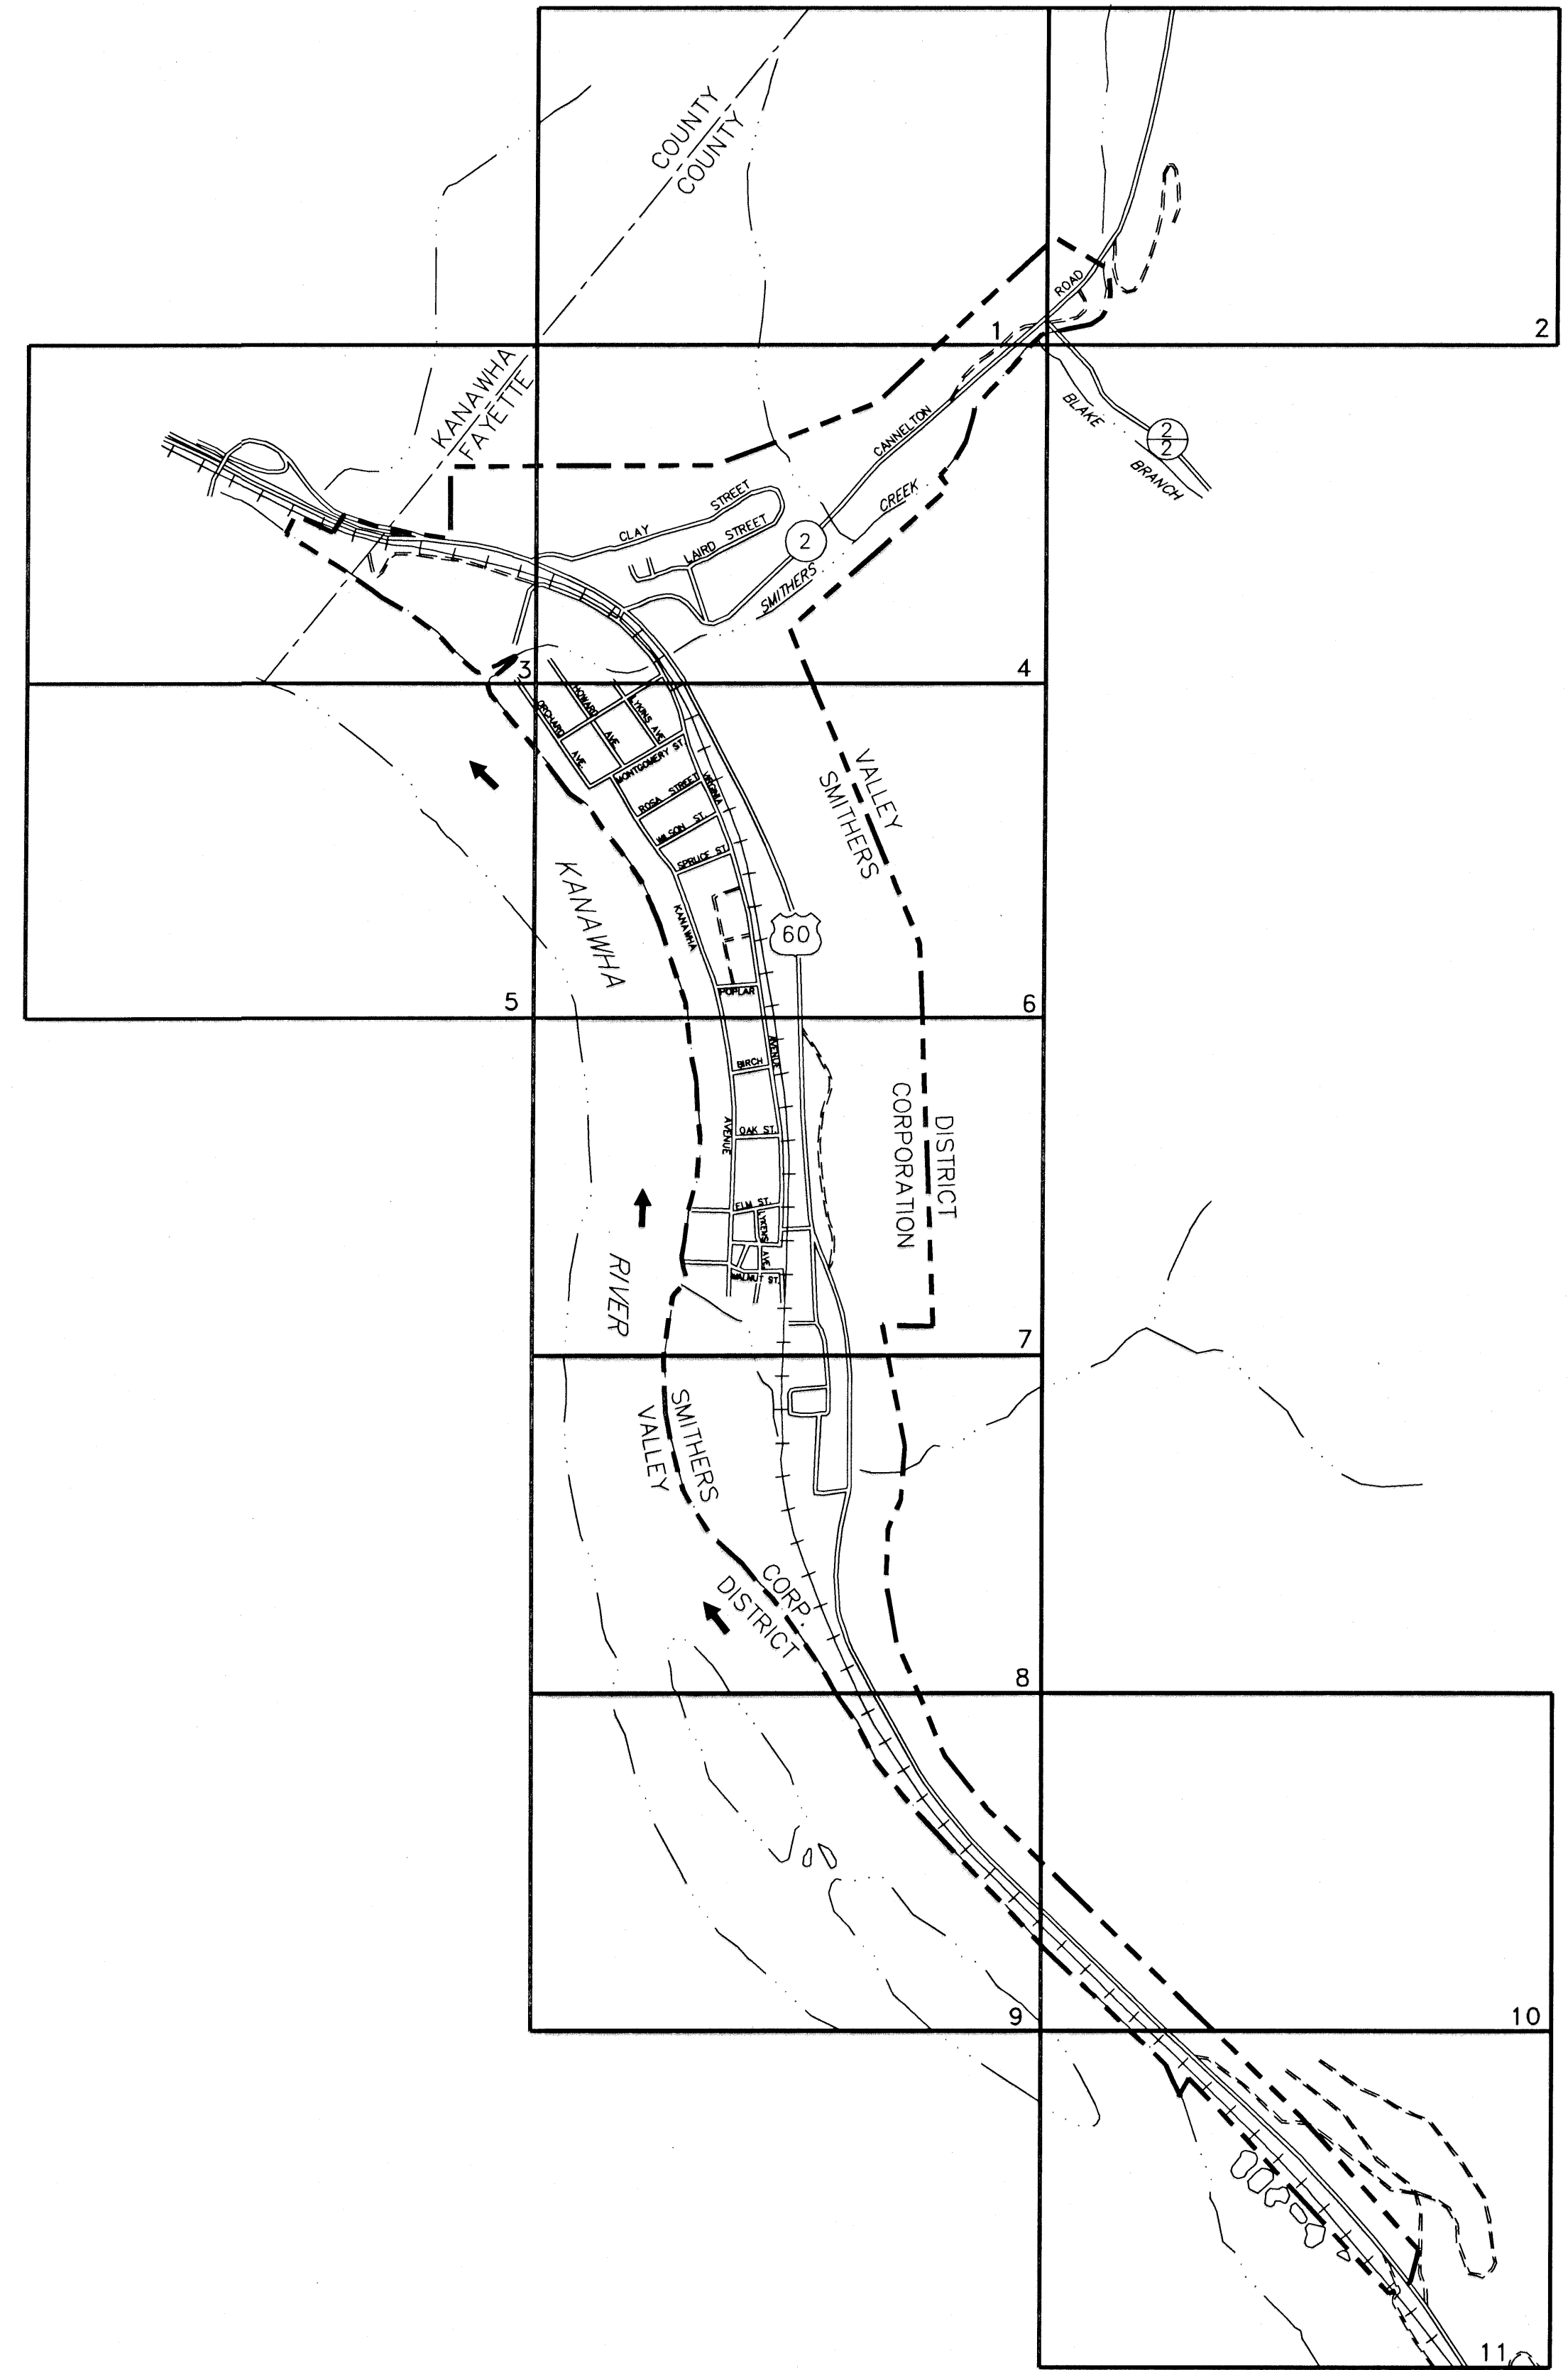 COUNTY
COUNTY
ROAD
1
2
KANAWHA
FAYETTE
BLAKE
BRANCH
2
2
CANNELTON
CREEK
CLAY STREET
LAIRD STREET
2
SMITHERS
3
4
ORCHARD AVE.
HOWARD AVE
LYKINS AVE.
MONTGOMERY ST.
ROSA STREET
VIRGINIA
WILSON ST.
SPRUCE ST.
VALLEY
SMITHERS
KANAWHA
KANAWHA
60
POPLAR
5
6
BIRCH
AVENUE
AVENUE
OAK ST.
DISTRICT
CORPORATION
ELM ST.
LYKENS AVE.
WALNUT ST.
RIVER
7
SMITHERS
VALLEY
CORP.
DISTRICT
8
9
10
11